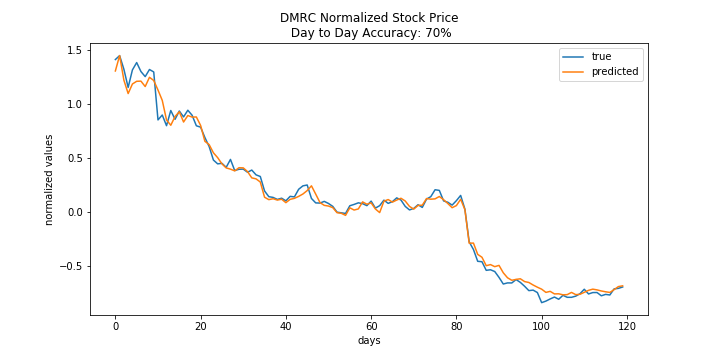 DMRC Normalized Stock Price
Day to Day Accuracy: 70%
true
predicted
normalized values
1.5
1.0
0.5
0.0
−0.5
0
20
40
60
80
100
120
days